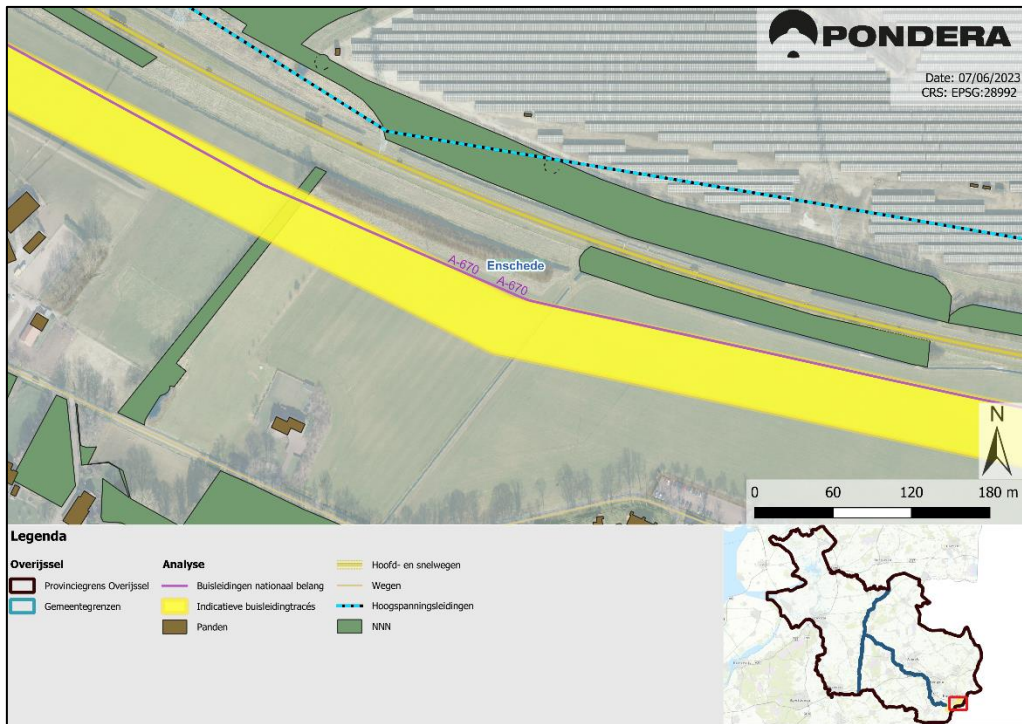 PONDERA
Date: 07/06/2023
CRS: EPSG:28992
A-670
Enschede
A-670
N
0 60 120 180 m
Legenda
Overijssel
Provinciegrens Overijssel
Gemeentegrenzen
Analyse
Buisleidingen nationaal belang
Indicatieve buisleidingtracés
Panden
Hoofd- en snelwegen
Wegen
Hoogspanningsleidingen
NNN